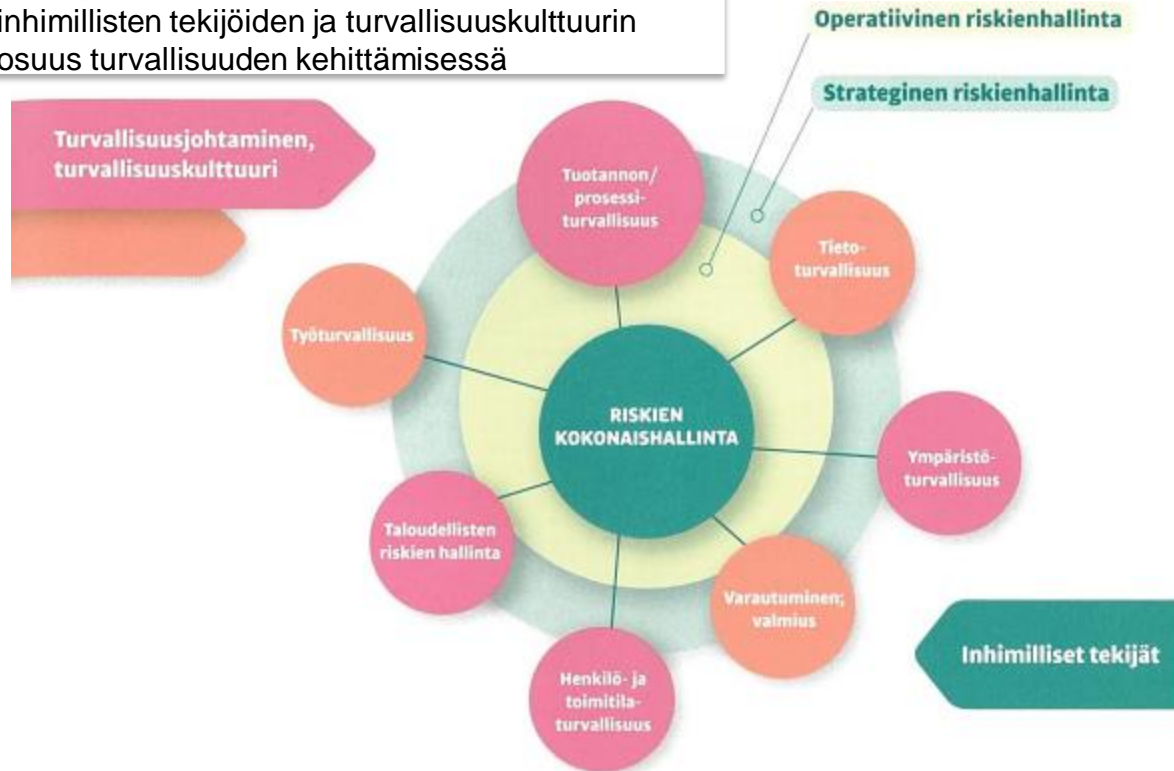 inhimillisten tekijöiden ja turvallisuuskulttuurin
osuus turvallisuuden kehittämisessä
Operatiivinen riskienhallinta
Strateginen riskienhallinta
Turvallisuusjohtaminen,
turvallisuuskulttuuri
Tuotannon/
prosessi-
turvallisuus
Tieto-
turvallisuus
Työturvallisuus
RISKIEN
KOKONAISHALLINTA
Ympäristö-
turvallisuus
Taloudellisten
riskien hallinta
Varautuminen;
valmius
Henkilö- ja
toimitila-
turvallisuus
Inhimilliset tekijät